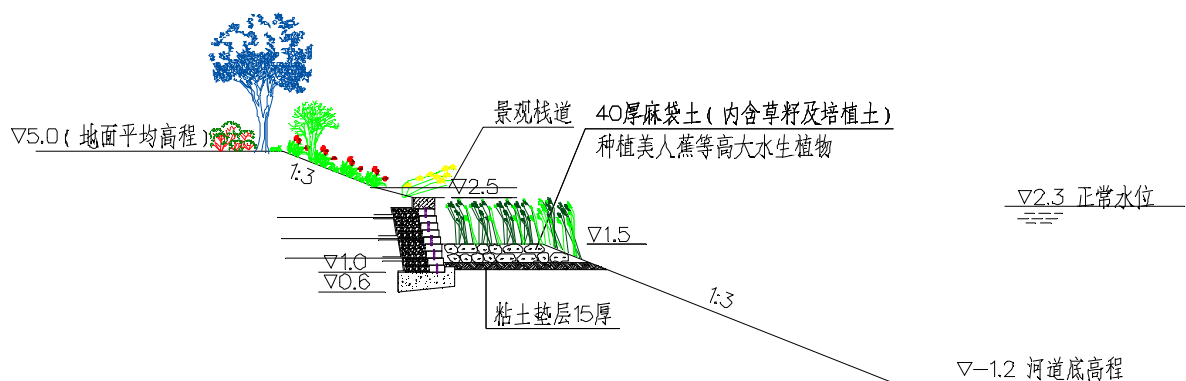 景观栈道
40厚麻袋土(内含草籽及培植土)
种植美人蕉等高大水生植物
▽5.0(地面平均高程)
1:3
▽2.5
▽2.3 正常水位
▽1.5
▽1.0
▽0.6
1:3
粘土垫层15厚
▽-1.2 河道底高程